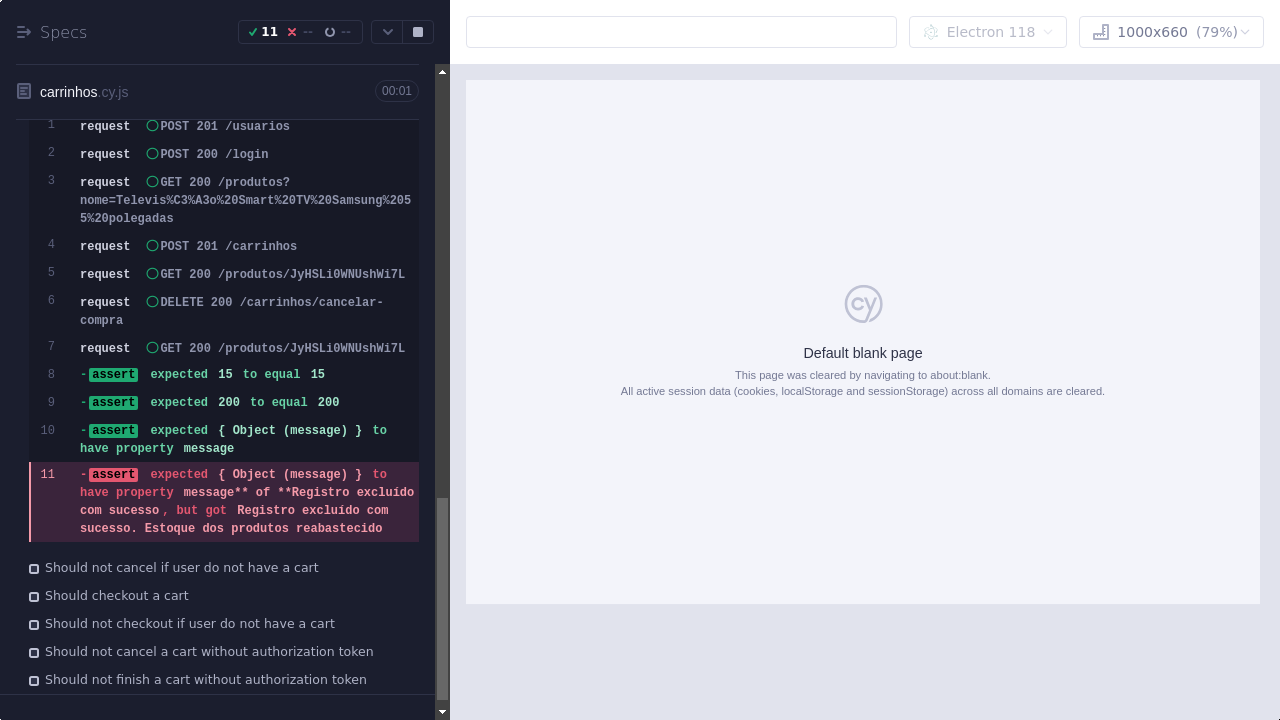 Specs
11
--
--
Electron 118
1000x660 (79%)
carrinhos.cy.js
00:01
1 request POST 201 /usuarios
2 request POST 200 /login
3 request GET 200 /produtos?
nome=Televis%C3%A3o%20Smart%20TV%20Samsung%205
5%20polegadas
4 request POST 201 /carrinhos
5 request GET 200 /produtos/JyHSLi0WNUshWi7L
6 request DELETE 200 /carrinhos/cancelar-
compra
7 request GET 200 /produtos/JyHSLi0WNUshWi7L
8 -assert expected 15 to equal 15
9 -assert expected 200 to equal 200
10 -assert expected { Object (message) } to
have property message
11 -assert expected { Object (message) } to
have property message** of **Registro excluído
com sucesso, but got Registro excluído com
sucesso. Estoque dos produtos reabastecido
Should not cancel if user do not have a cart
Should checkout a cart
Should not checkout if user do not have a cart
Should not cancel a cart without authorization token
Should not finish a cart without authorization token
cy
Default blank page
This page was cleared by navigating to about:blank.
All active session data (cookies, localStorage and sessionStorage) across all domains are cleared.